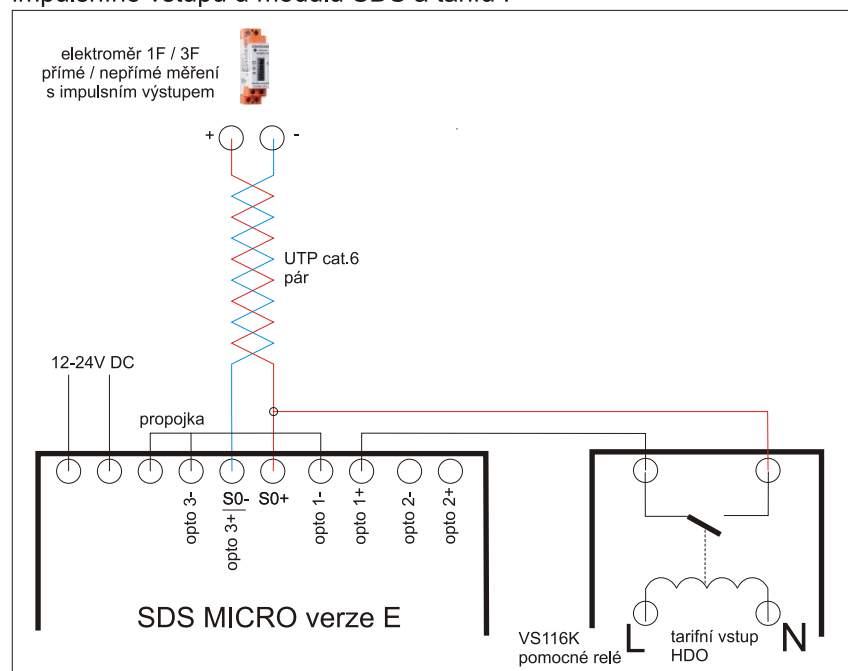 impulsního vstupu u modulu SDS a tarifu :
elektroměr 1F / 3F
přímé / nepřímé měření
s impulsním výstupem
+
-
UTP cat.6
pár
12-24V DC
propojka
opto 3-
S0-
opto 3+
S0+
opto 1-
opto 1+
opto 2-
opto 2+
SDS MICRO verze E
VS116K
pomocné relé
L
tarifní vstup
HDO
N